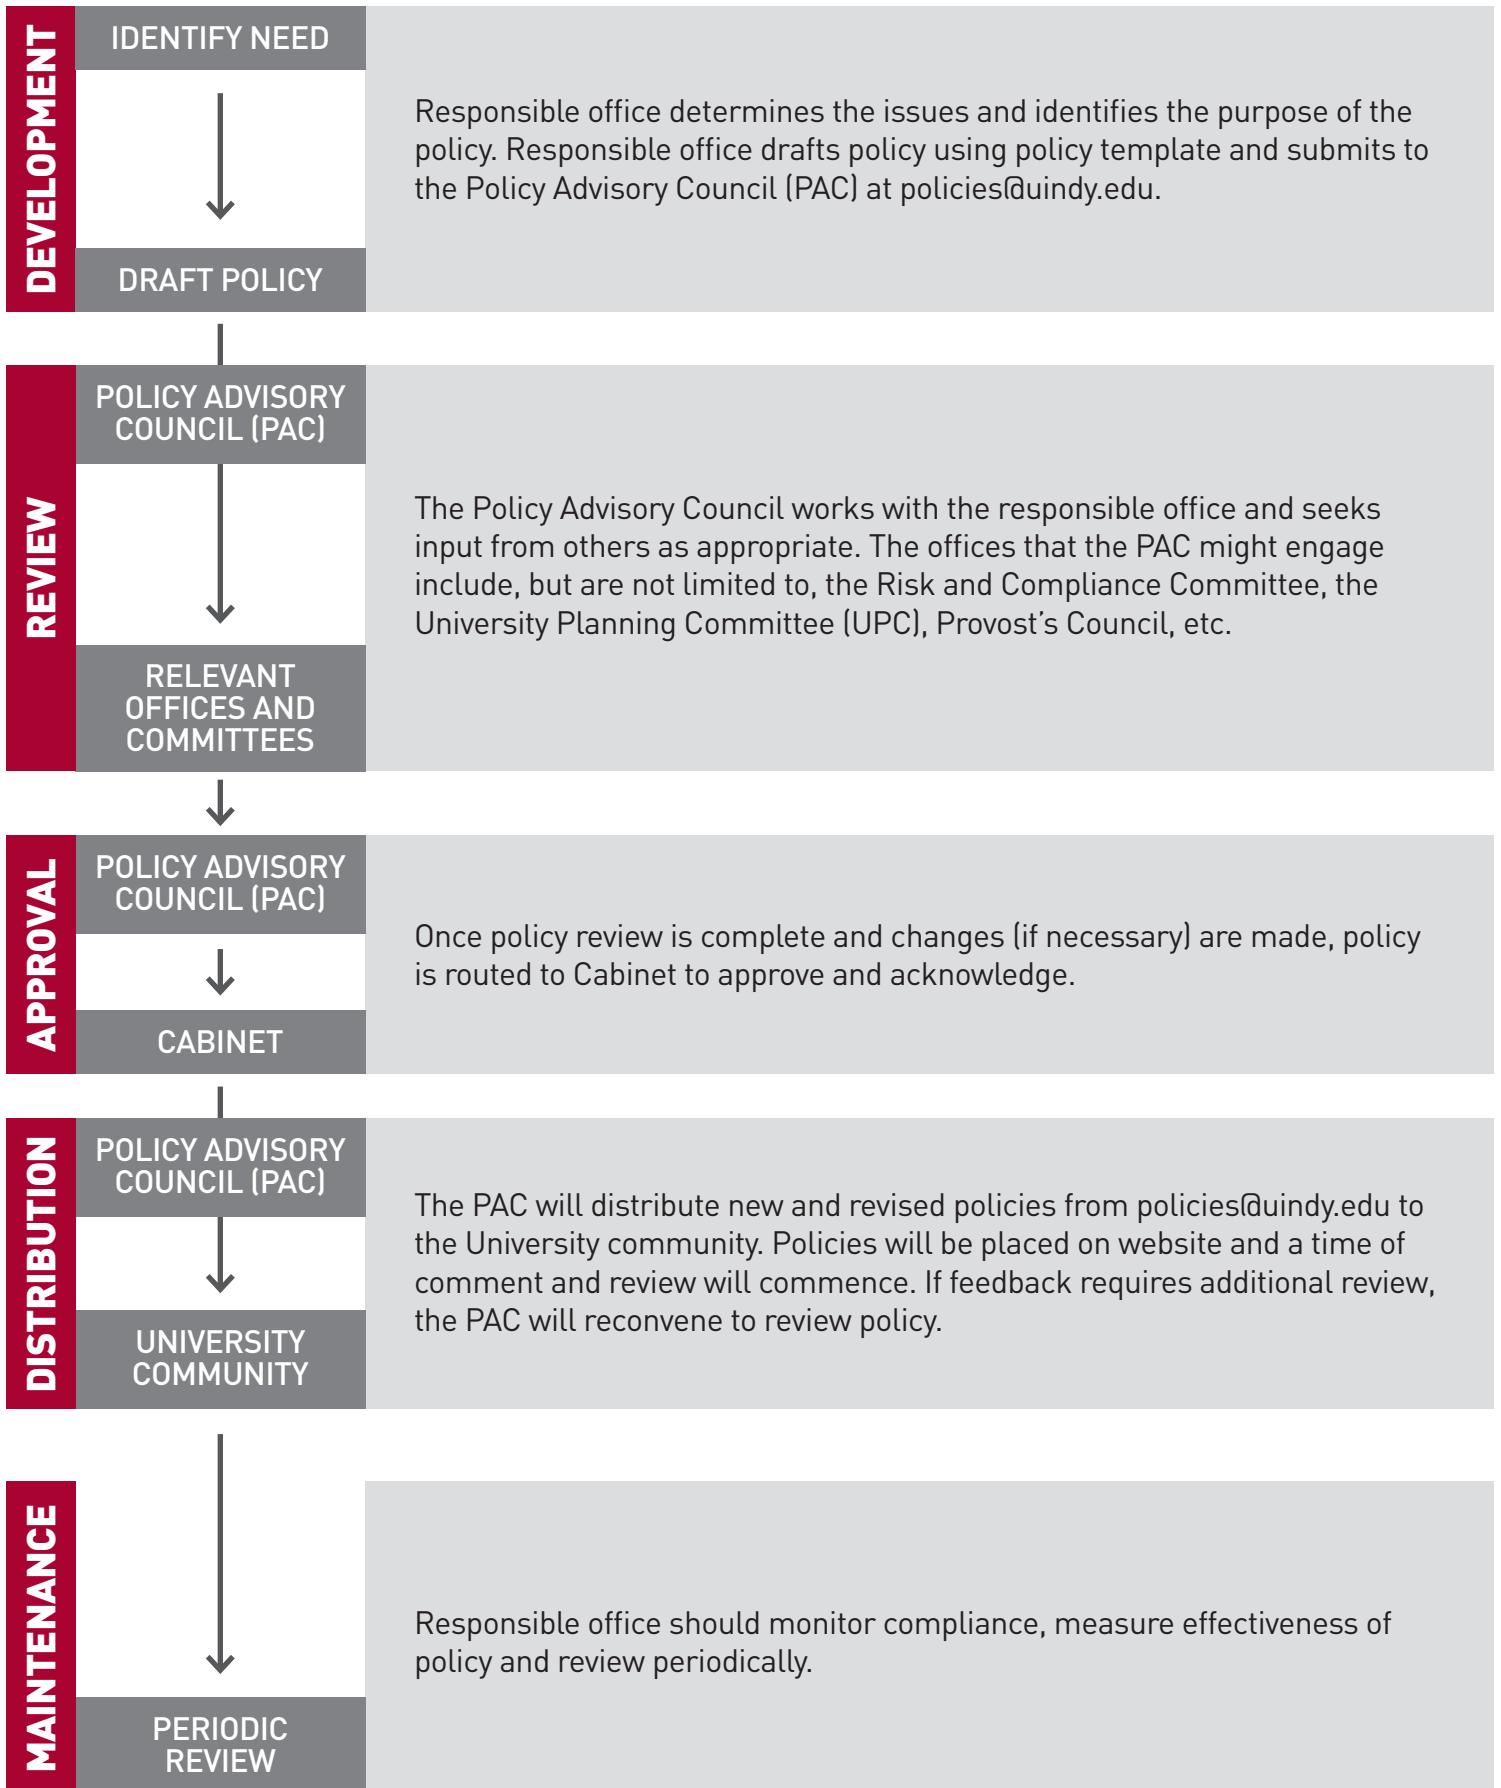 DEVELOPMENT
IDENTIFY NEED
DRAFT POLICY
Responsible office determines the issues and identifies the purpose of the
policy. Responsible office drafts policy using policy template and submits to
the Policy Advisory Council (PAC) at policies@uindy.edu.
REVIEW
POLICY ADVISORY
COUNCIL (PAC)
RELEVANT
OFFICES AND
COMMITTEES
The Policy Advisory Council works with the responsible office and seeks
input from others as appropriate. The offices that the PAC might engage
include, but are not limited to, the Risk and Compliance Committee, the
University Planning Committee (UPC), Provost’s Council, etc.
APPROVAL
POLICY ADVISORY
COUNCIL (PAC)
CABINET
Once policy review is complete and changes (if necessary) are made, policy
is routed to Cabinet to approve and acknowledge.
DISTRIBUTION
POLICY ADVISORY
COUNCIL (PAC)
UNIVERSITY
COMMUNITY
The PAC will distribute new and revised policies from policies@uindy.edu to
the University community. Policies will be placed on website and a time of
comment and review will commence. If feedback requires additional review,
the PAC will reconvene to review policy.
MAINTENANCE
PERIODIC
REVIEW
Responsible office should monitor compliance, measure effectiveness of
policy and review periodically.